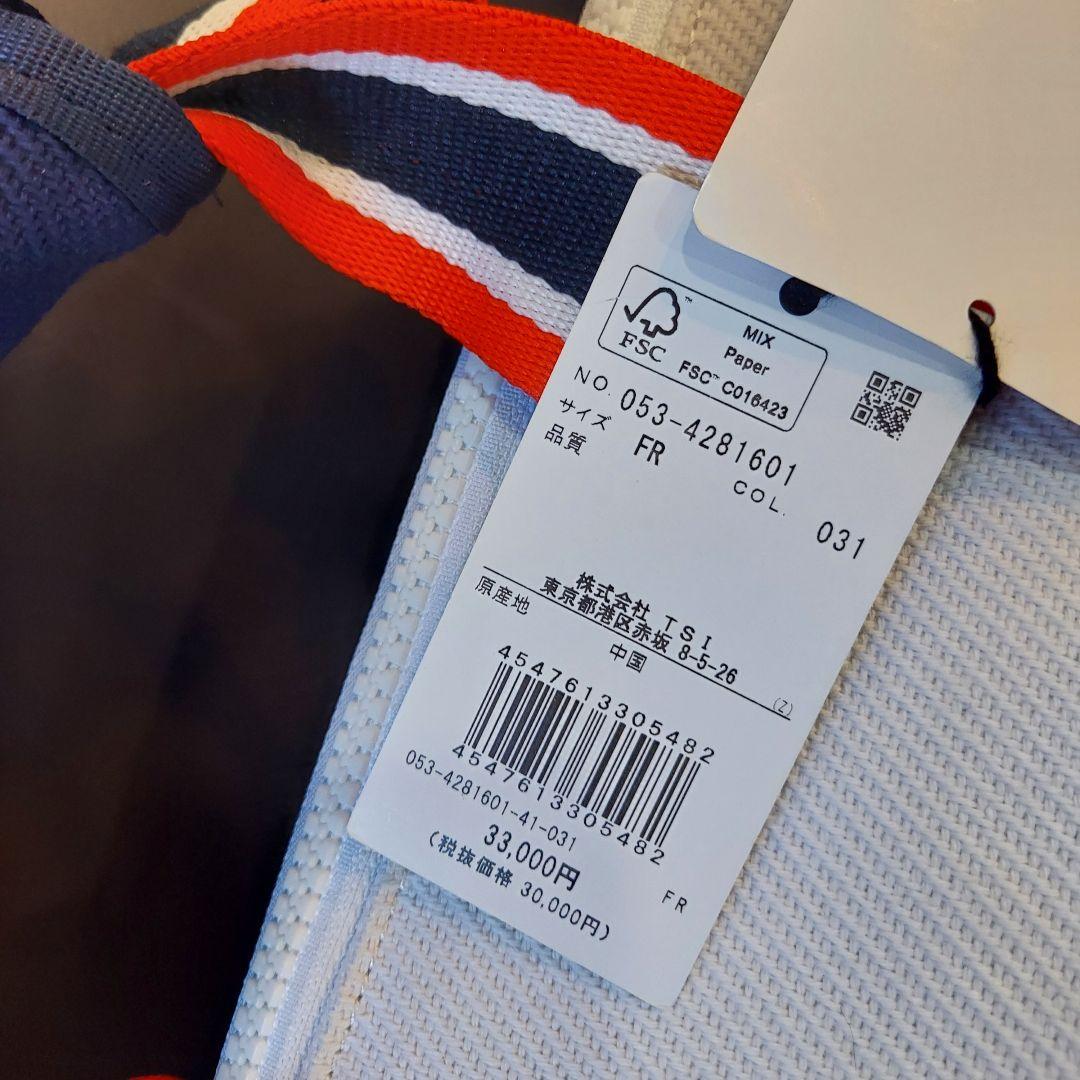 FSC
MIX
Paper
FSC™ C016423
NO. 053-4281601
サイズ FR
品質
COL. 031
株式会社 TSI
東京都港区赤坂 8-5-26
原産地 中国
(Z)
4547613305482
4547613305482
053-4281601-41-031
33,000円
(税抜価格 30,000円)
FR